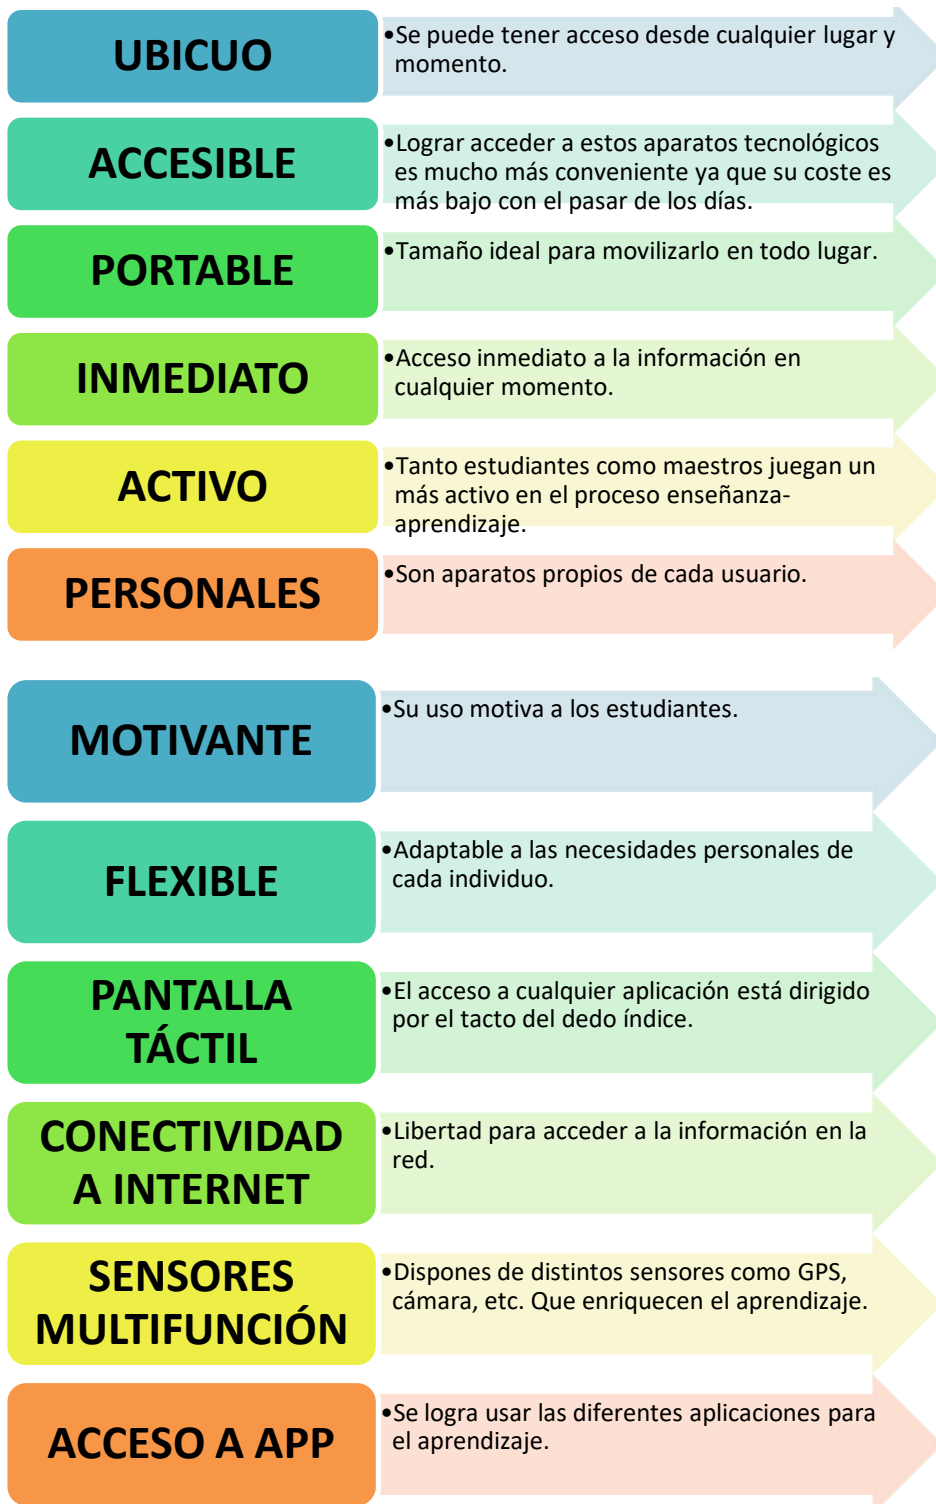 UBICUO
•Se puede tener acceso desde cualquier lugar y
momento.
ACCESIBLE
•Lograr acceder a estos aparatos tecnológicos
es mucho más conveniente ya que su coste es
más bajo con el pasar de los días.
PORTABLE
•Tamaño ideal para movilizarlo en todo lugar.
INMEDIATO
•Acceso inmediato a la información en
cualquier momento.
ACTIVO
•Tanto estudiantes como maestros juegan un
más activo en el proceso enseñanza-
aprendizaje.
PERSONALES
•Son aparatos propios de cada usuario.
MOTIVANTE
•Su uso motiva a los estudiantes.
FLEXIBLE
•Adaptable a las necesidades personales de
cada individuo.
PANTALLA
TÁCTIL
•El acceso a cualquier aplicación está dirigido
por el tacto del dedo índice.
CONECTIVIDAD
A INTERNET
•Libertad para acceder a la información en la
red.
SENSORES
MULTIFUNCIÓN
•Dispones de distintos sensores como GPS,
cámara, etc. Que enriquecen el aprendizaje.
ACCESO A APP
•Se logra usar las diferentes aplicaciones para
el aprendizaje.